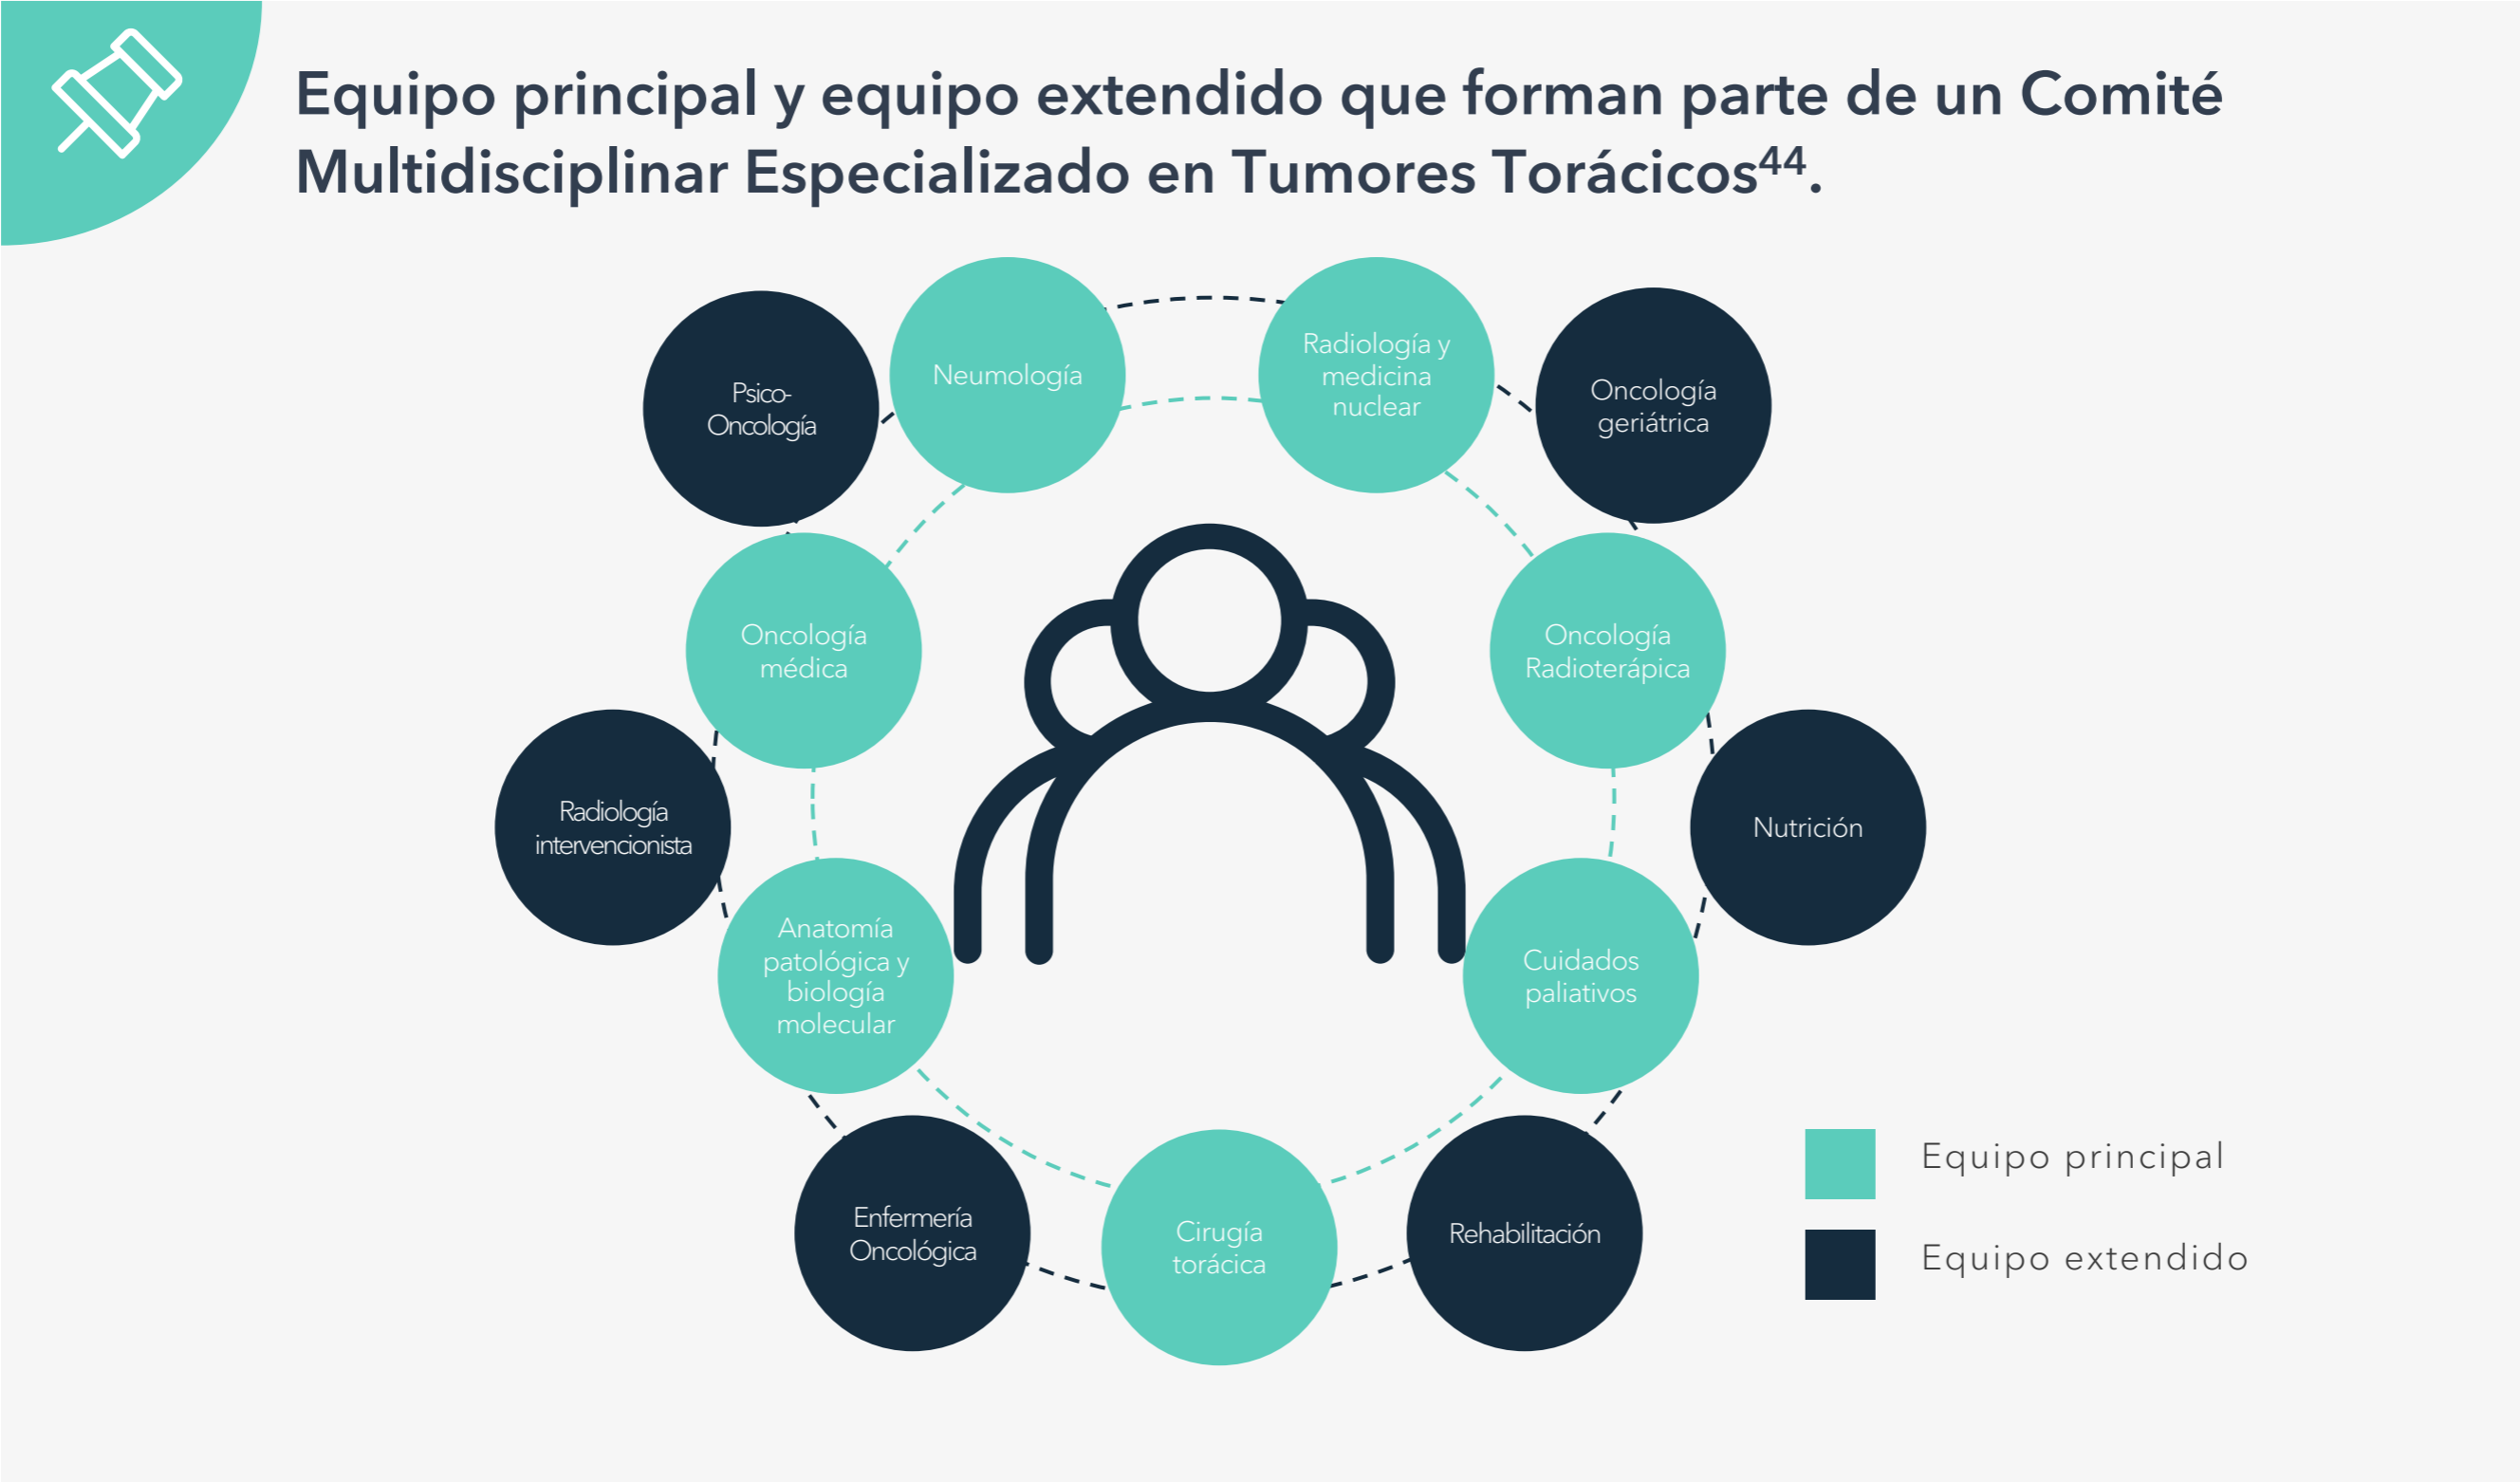 Equipo principal y equipo extendido que forman parte de un Comité
Multidisciplinar Especializado en Tumores Torácicos⁴⁴.
Psico-
Oncología
Neumología
Radiología y
medicina
nuclear
Oncología
geriátrica
Oncología
médica
Oncología
Radioterápica
Radiología
intervencionista
Nutrición
Anatomía
patológica y
biología
molecular
Cuidados
paliativos
Enfermería
Oncológica
Cirugía
torácica
Rehabilitación
Equipo principal
Equipo extendido